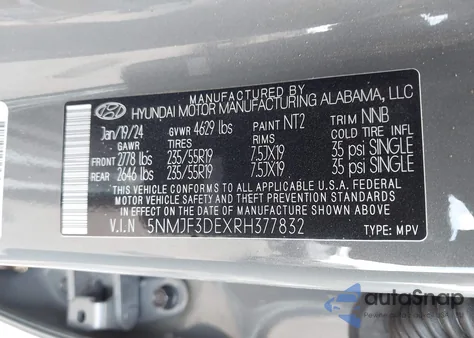 MANUFACTURED BY
HYUNDAI MOTOR MANUFACTURING ALABAMA, LLC
Jan/19/24 GVWR 4629 lbs PAINT NT2 TRIM NNB
GAWR TIRES RIMS COLD TIRE INFL
FRONT 2778 lbs 235/55R19 7.5JX19 35 psi SINGLE
REAR 2646 lbs 235/55R19 7.5JX19 35 psi SINGLE
THIS VEHICLE CONFORMS TO ALL APPLICABLE U.S.A. FEDERAL
MOTOR VEHICLE SAFETY AND THEFT PREVENTION STANDARDS
IN EFFECT ON THE DATE OF MANUFACTURE SHOWN ABOVE.
V.I.N 5NMJF3DEXRH377832 TYPE: MPV
autoSnap